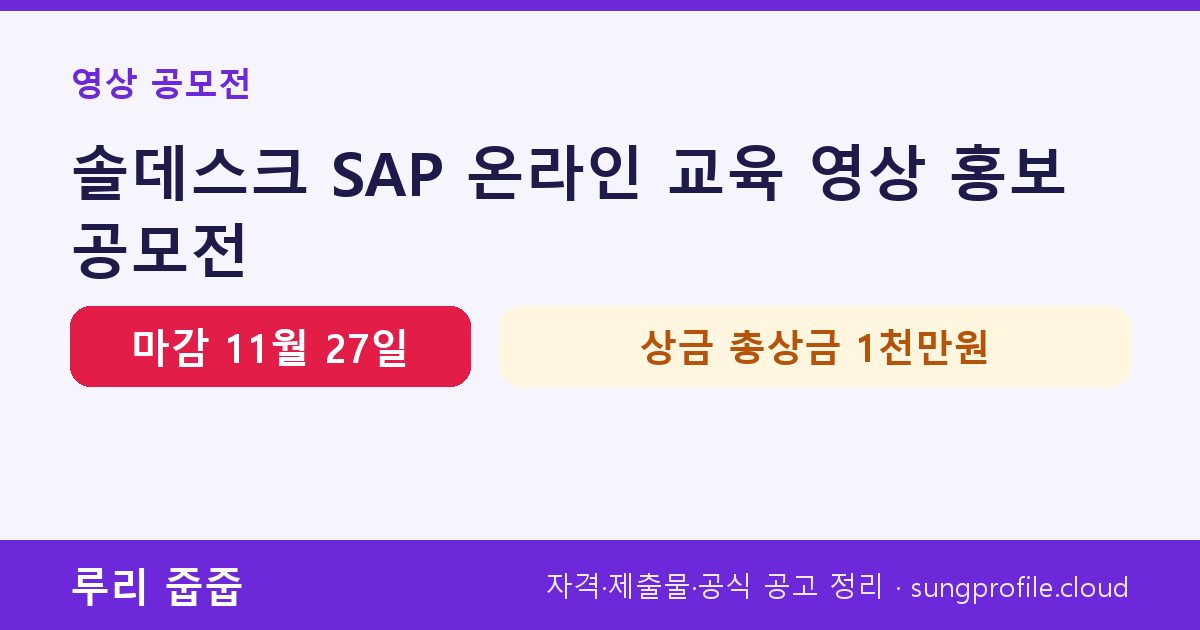 영상 공모전
솔데스크 SAP 온라인 교육 영상 홍보
공모전
마감 11월 27일
상금 총상금 1천만원
루리 줍줍
자격·제출물·공식 공고 정리 · sungprofile.cloud